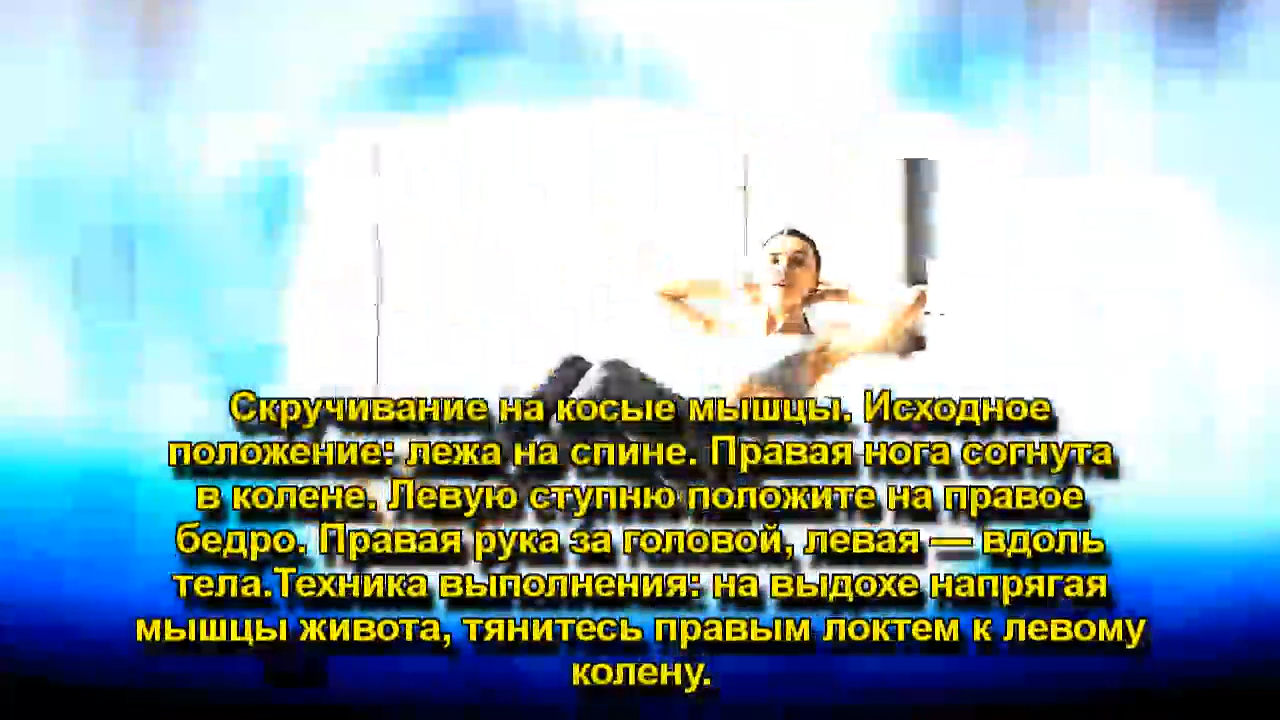 Скручивание на косые мышцы. Исходное
положение: лежа на спине. Правая нога согнута
в колене. Левую ступню положите на правое
бедро. Правая рука за головой, левая — вдоль
тела.Техника выполнения: на выдохе напрягая
мышцы живота, тянитесь правым локтем к левому
колену.